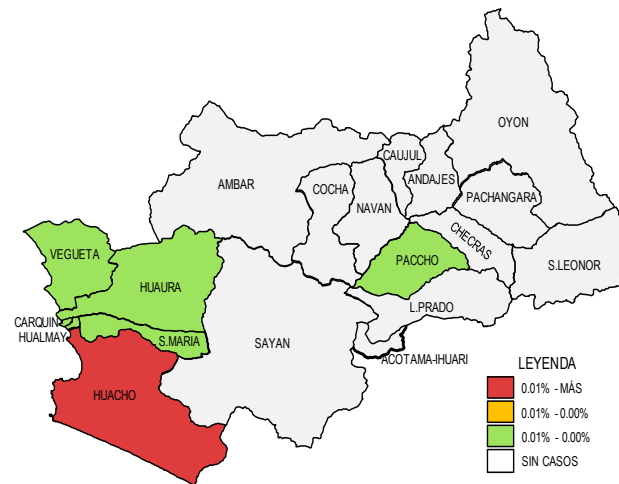 OYON
CAUJUL
ANDAJES
COCHA
AMBAR
NAVAN
PACHANGARA
CHECRAS
VEGUETA
PACCHO
S.LEONOR
HUAURA
L.PRADO
CARQUIN
HUALMAY
S.MARIA
SAYAN
ACOTAMA-IHUARI
HUACHO
LEYENDA
0.01% - MÁS
0.01% - 0.00%
0.01% - 0.00%
SIN CASOS